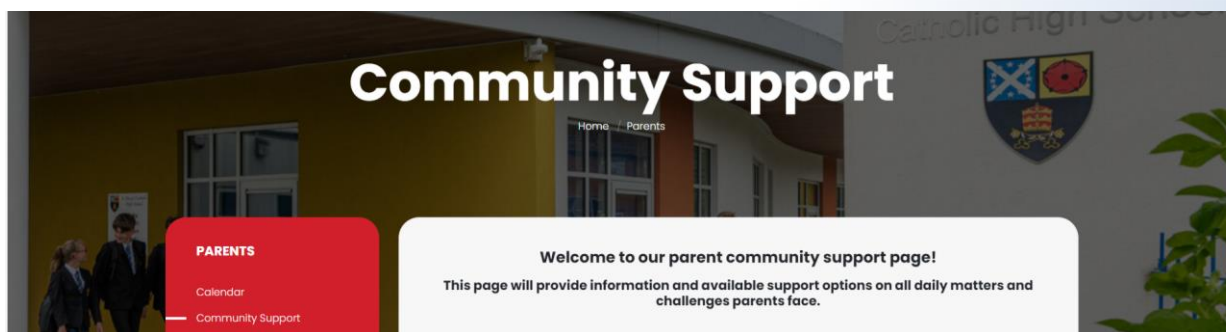 Catholic High School
Community Support
Home / Parents
PARENTS
Calendar
Community Support
Welcome to our parent community support page!
This page will provide information and available support options on all daily matters and
challenges parents face.